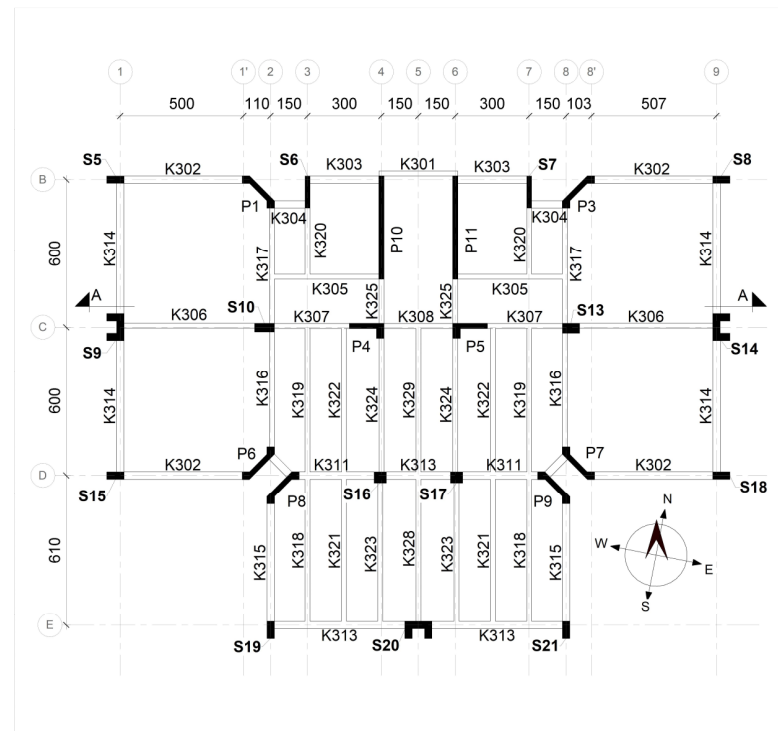 1 1' 2 3 4 5 6 7 8 8' 9
500 110 150 300 150 150 300 150 103 507
S5 K302 S6 K303 K301 K303 S7 K302 S8
B
P1 K304 K304 P3
K314 K317 K320 P10 P11 K320 K317 K314
600
K305 K325 K325 K305
A A
K306 S10 K307 K308 K307 S13 K306
C
S9 P4 P5 S14
K314 K316 K319 K322 K324 K329 K324 K322 K319 K316 K314
600
K302 P6 K311 K313 K311 P7 K302
D
S15 P8 S16 S17 P9 S18
K315 K318 K321 K323 K328 K323 K321 K318 K315
610
N
W
E
S
E
S19 K313 S20 K313 S21